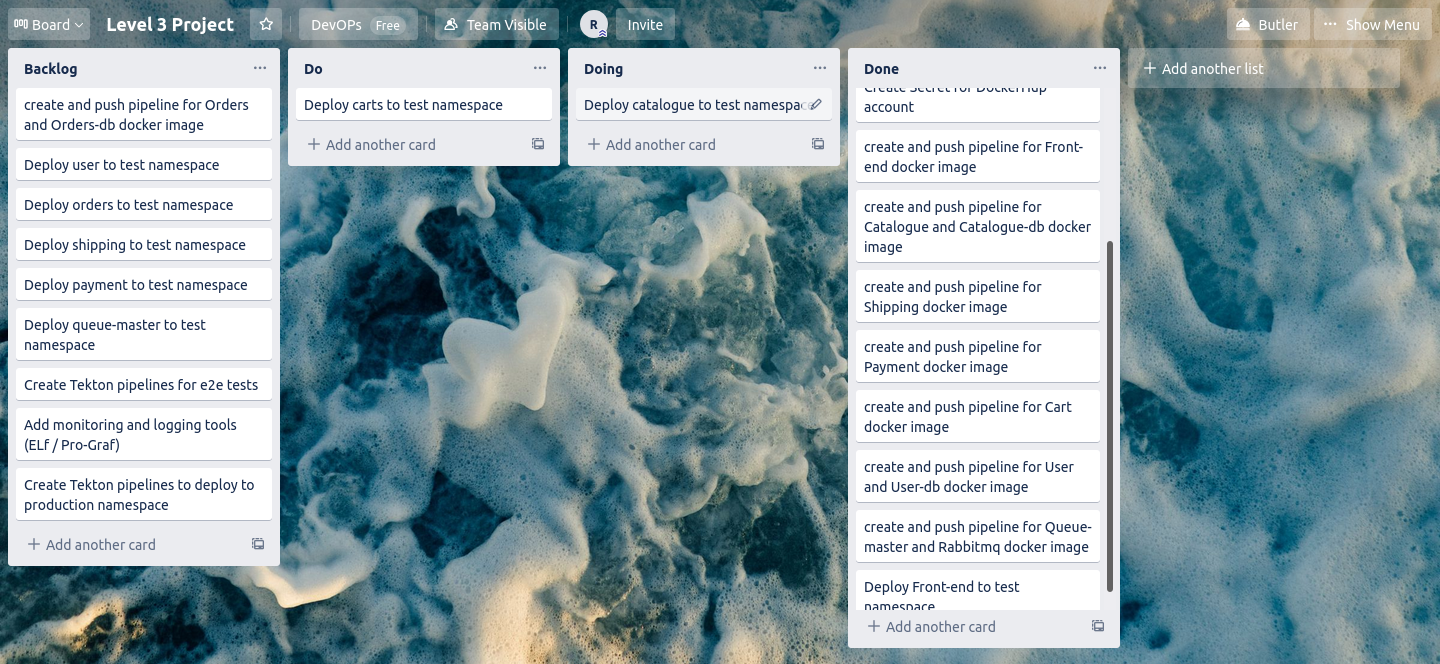 Board
Level 3 Project
DevOPs Free
Team Visible
R
Invite
Butler
Show Menu
Backlog
create and push pipeline for Orders
and Orders-db docker image
Deploy user to test namespace
Deploy orders to test namespace
Deploy shipping to test namespace
Deploy payment to test namespace
Deploy queue-master to test
namespace
Create Tekton pipelines for e2e tests
Add monitoring and logging tools
(ELf / Pro-Graf)
Create Tekton pipelines to deploy to
production namespace
Add another card
Do
Deploy carts to test namespace
Add another card
Doing
Deploy catalogue to test namespace
Add another card
Done
Create Secret for DockerHub
account
create and push pipeline for Front-
end docker image
create and push pipeline for
Catalogue and Catalogue-db docker
image
create and push pipeline for
Shipping docker image
create and push pipeline for
Payment docker image
create and push pipeline for Cart
docker image
create and push pipeline for User
and User-db docker image
create and push pipeline for Queue-
master and Rabbitmq docker image
Deploy Front-end to test
namespace
Add another card
Add another list